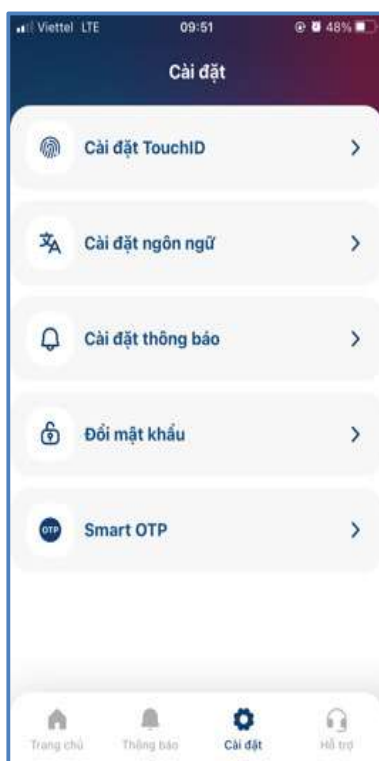 Viettel LTE 09:51 48%
Cài đặt
Cài đặt TouchID
Cài đặt ngôn ngữ
Cài đặt thông báo
Đổi mật khẩu
OTP Smart OTP
Trang chủ Thông báo Cài đặt Hỗ trợ